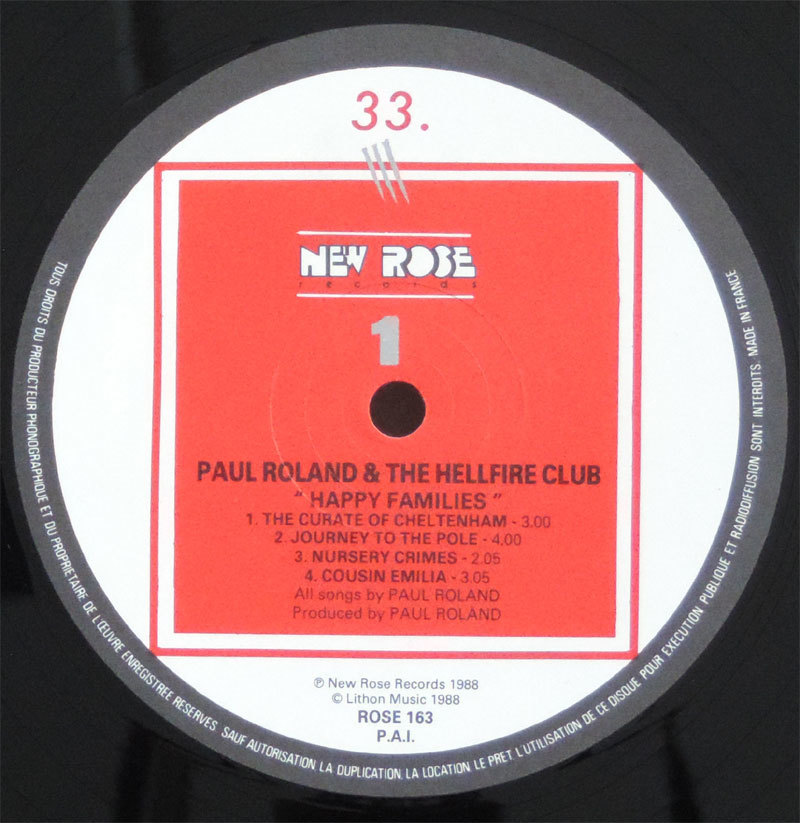 33.
NEW ROSE
records
1
PAUL ROLAND & THE HELLFIRE CLUB
" HAPPY FAMILIES "
1. THE CURATE OF CHELTENHAM - 3.00
2. JOURNEY TO THE POLE - 4.00
3. NURSERY CRIMES - 2.05
4. COUSIN EMILIA - 3.05
All songs by PAUL ROLAND
Produced by PAUL ROLAND
℗ New Rose Records 1988
© Lithon Music 1988
ROSE 163
P.A.I.
TOUS DROITS DU PRODUCTEUR PHONOGRAPHIQUE ET DU PROPRIETAIRE DE L'ŒUVRE ENREGISTREE RESERVES. SAUF AUTORISATION LA DUPLICATION, LA LOCATION, LE PRET, L'UTILISATION DE CE DISQUE POUR EXECUTION PUBLIQUE ET RADIODIFFUSION SONT INTERDITS. MADE IN FRANCE